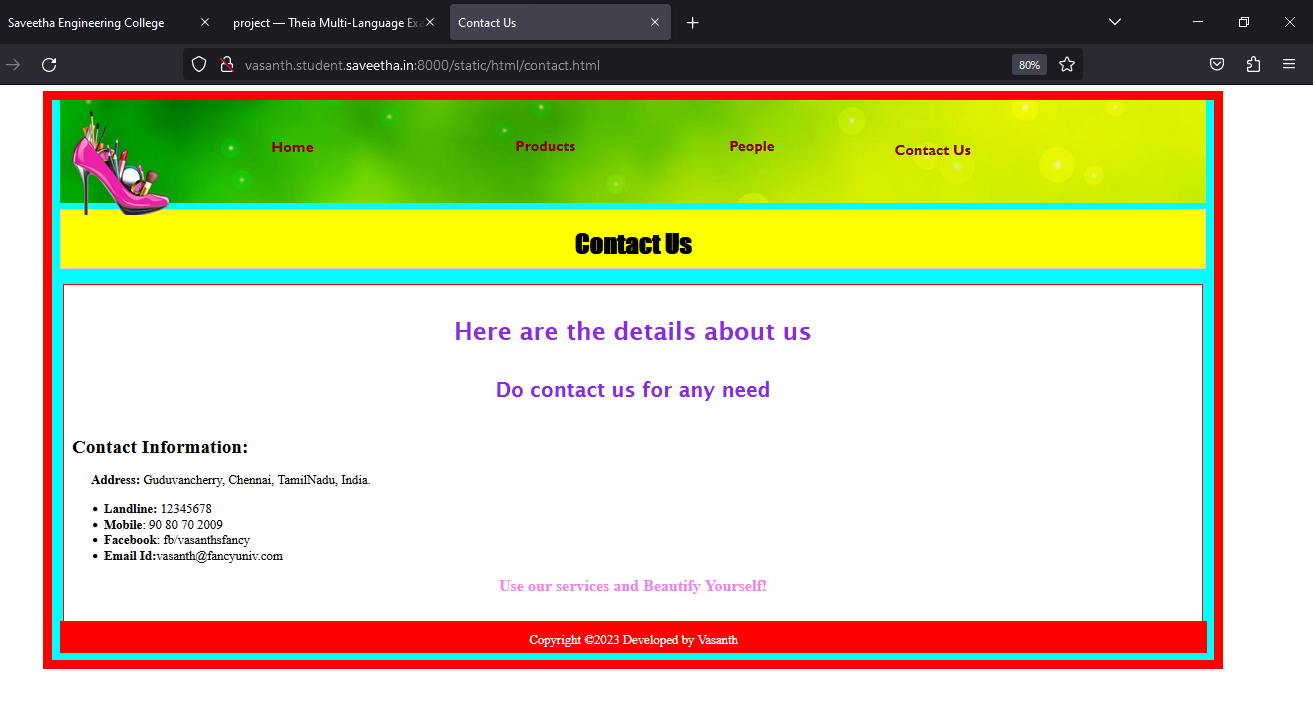 Saveetha Engineering College
project — Theia Multi-Language Exa
Contact Us
vasanth.student.saveetha.in:8000/static/html/contact.html
80%
Home
Products
People
Contact Us
Contact Us
Here are the details about us
Do contact us for any need
Contact Information:
Address: Guduvancherry, Chennai, TamilNadu, India.
• Landline: 12345678
• Mobile: 90 80 70 2009
• Facebook: fb/vasanthsfancy
• Email Id:vasanth@fancyuniv.com
Use our services and Beautify Yourself!
Copyright ©2023 Developed by Vasanth